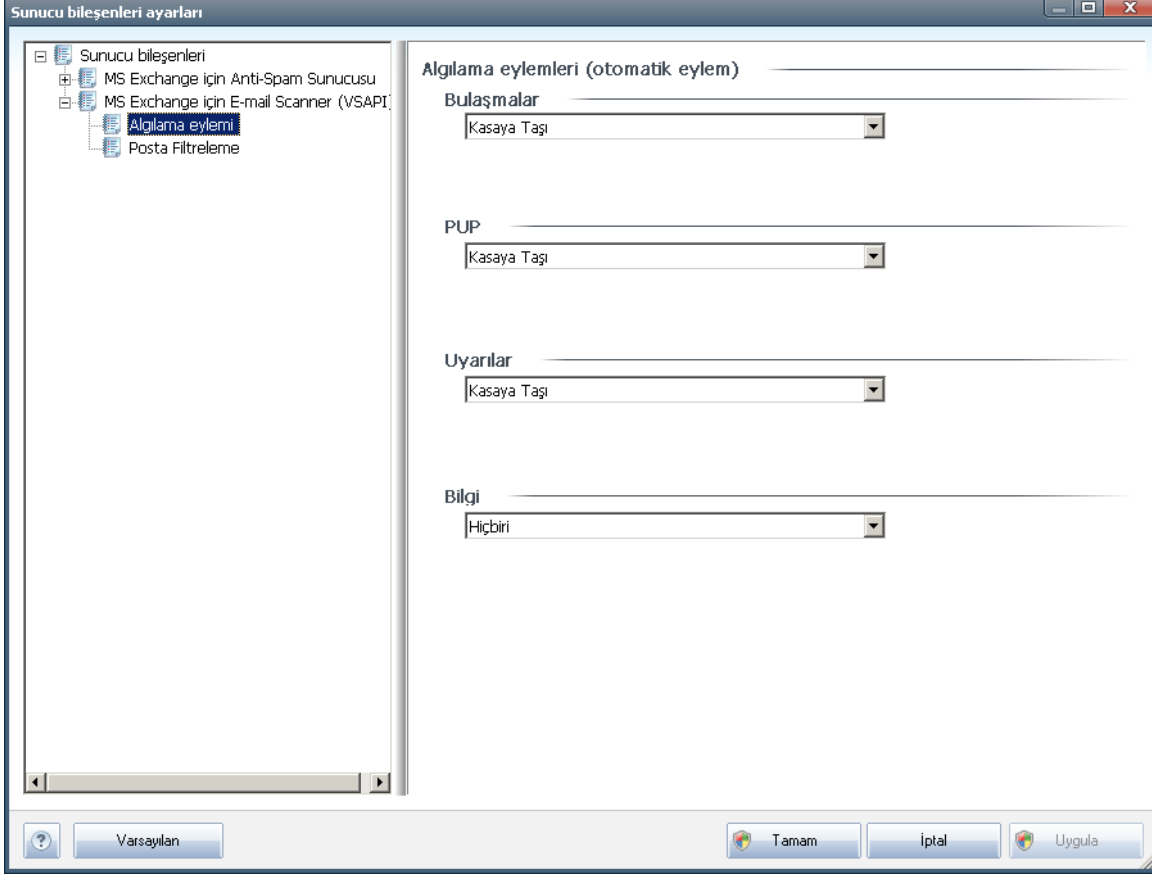 Sunucu bileşenleri ayarları
Sunucu bileşenleri
MS Exchange için Anti-Spam Sunucusu
MS Exchange için E-mail Scanner (VSAPI)
Algılama eylemi
Posta Filtreleme
Algılama eylemleri (otomatik eylem)
Bulaşmalar
Kasaya Taşı
PUP
Kasaya Taşı
Uyarılar
Kasaya Taşı
Bilgi
Hiçbiri
?
Varsayılan
Tamam
İptal
Uygula